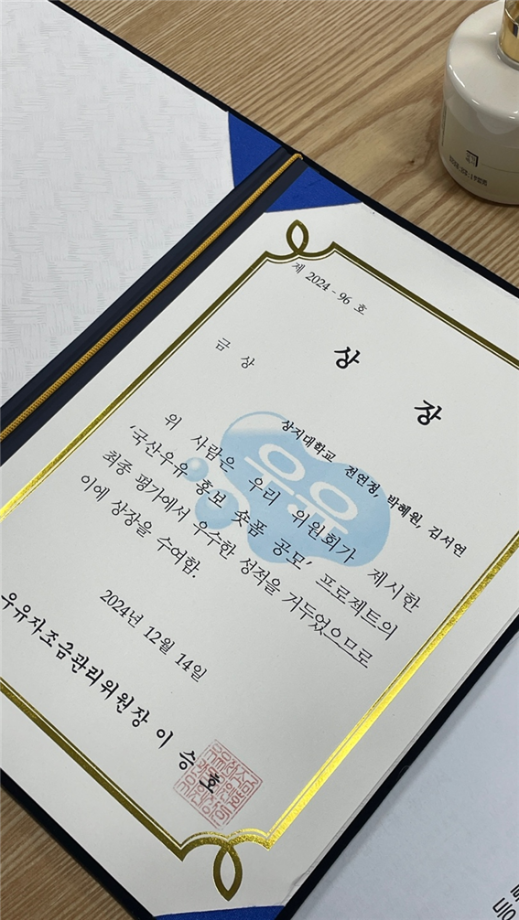 제 2024 - 96 호
상 장
금 상
상지대학교 전연정, 박혜원, 김서연
위 사람은 우리 위원회가 제시한
'국산우유 홍보 숏폼 공모' 프로젝트의
최종 평가에서 우수한 성적을 거두었으므로
이에 상장을 수여함.
우유
2024년 12월 14일
우유자조금관리위원장 이 승 호